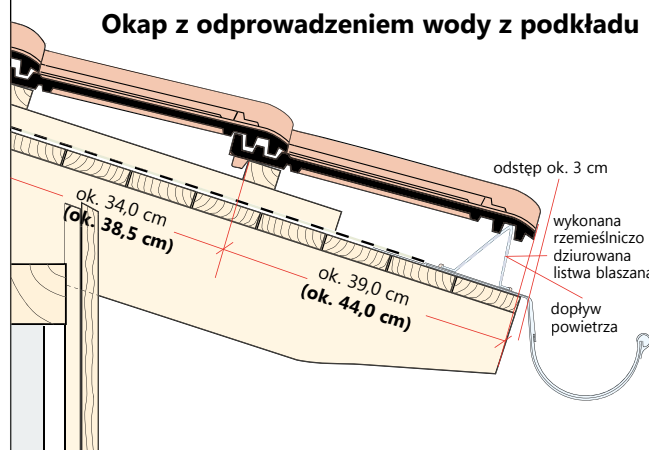 Okap z odprowadzeniem wody z podkładu
odstęp ok. 3 cm
wykonana
rzemieślniczo
dziurowana
listwa blaszana
dopływ
powietrza
ok. 34,0 cm
(ok. 38,5 cm)
ok. 39,0 cm
(ok. 44,0 cm)